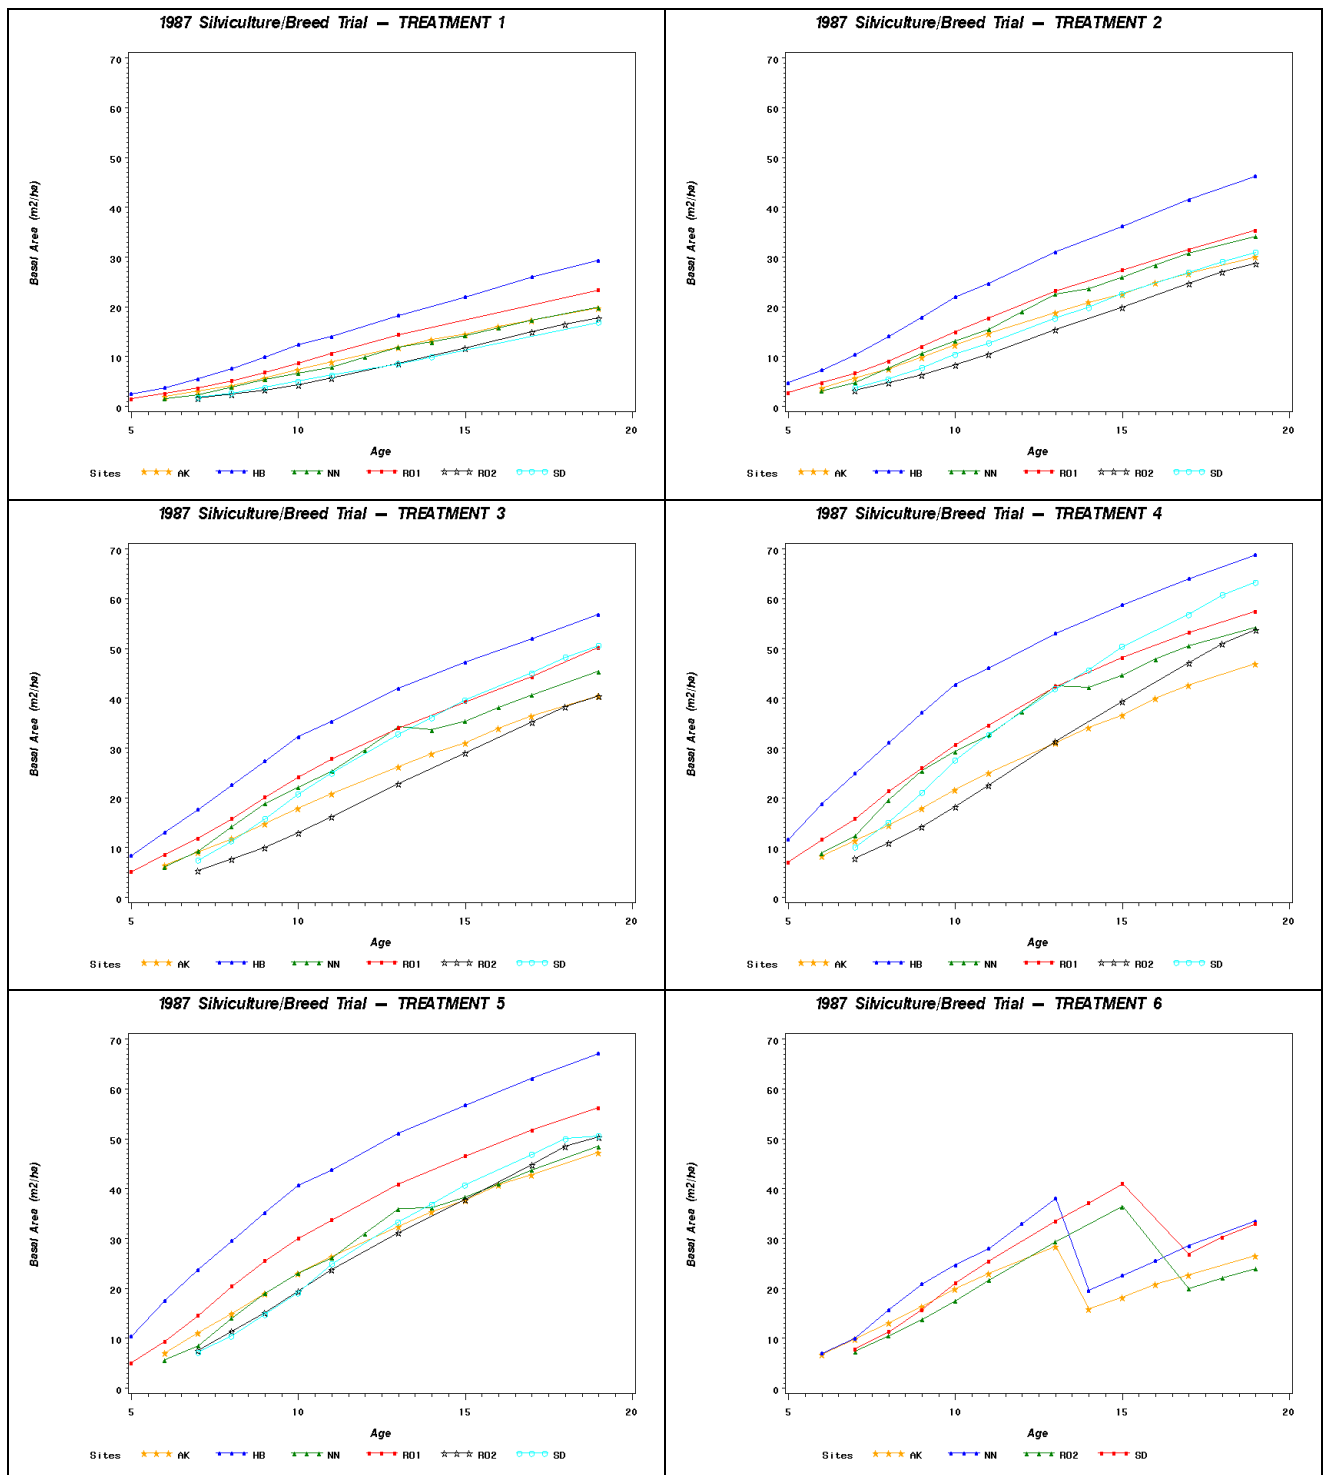 1987 Silviculture/Breed Trial – TREATMENT 1
70
60
50
40
30
20
10
0
Basal Area (m2/ha)
5 10 15 20
Age
Sites AK HB NN RO1 RO2 SD
1987 Silviculture/Breed Trial – TREATMENT 2
70
60
50
40
30
20
10
0
Basal Area (m2/ha)
5 10 15 20
Age
Sites AK HB NN RO1 RO2 SD
1987 Silviculture/Breed Trial – TREATMENT 3
70
60
50
40
30
20
10
0
Basal Area (m2/ha)
5 10 15 20
Age
Sites AK HB NN RO1 RO2 SD
1987 Silviculture/Breed Trial – TREATMENT 4
70
60
50
40
30
20
10
0
Basal Area (m2/ha)
5 10 15 20
Age
Sites AK HB NN RO1 RO2 SD
1987 Silviculture/Breed Trial – TREATMENT 5
70
60
50
40
30
20
10
0
Basal Area (m2/ha)
5 10 15 20
Age
Sites AK HB NN RO1 RO2 SD
1987 Silviculture/Breed Trial – TREATMENT 6
70
60
50
40
30
20
10
0
Basal Area (m2/ha)
5 10 15 20
Age
Sites AK NN RO2 SD